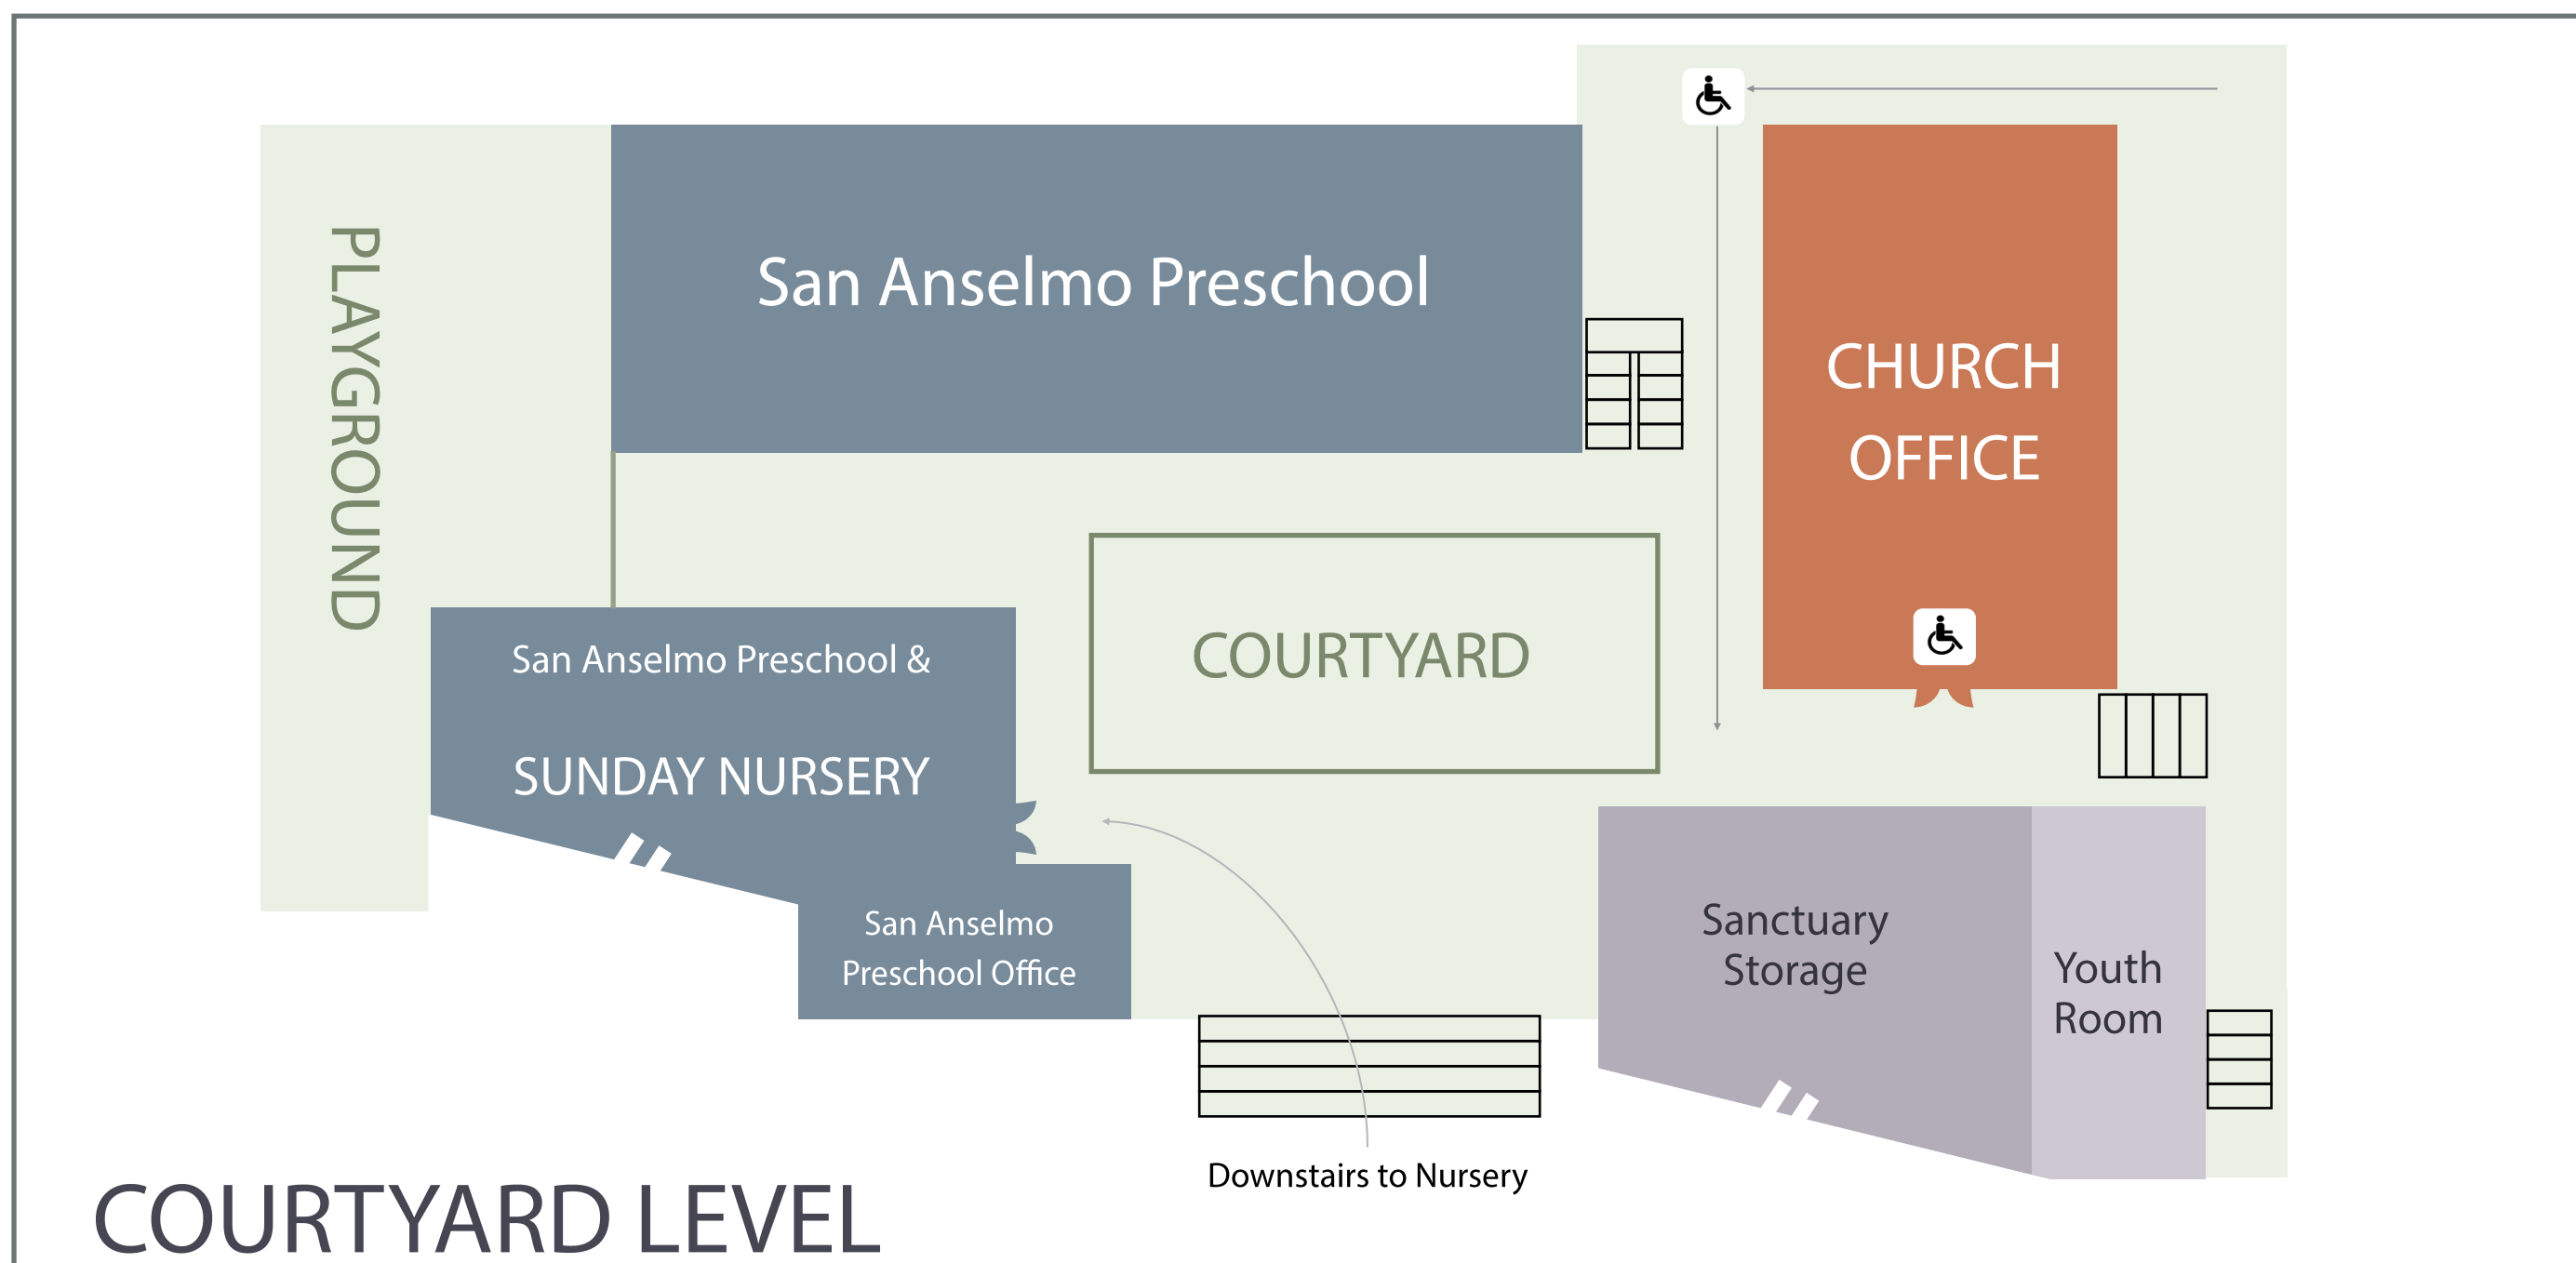 PLAYGROUND
San Anselmo Preschool
CHURCH
OFFICE
COURTYARD
San Anselmo Preschool &
SUNDAY NURSERY
San Anselmo
Preschool Office
Sanctuary
Storage
Youth
Room
Downstairs to Nursery
COURTYARD LEVEL